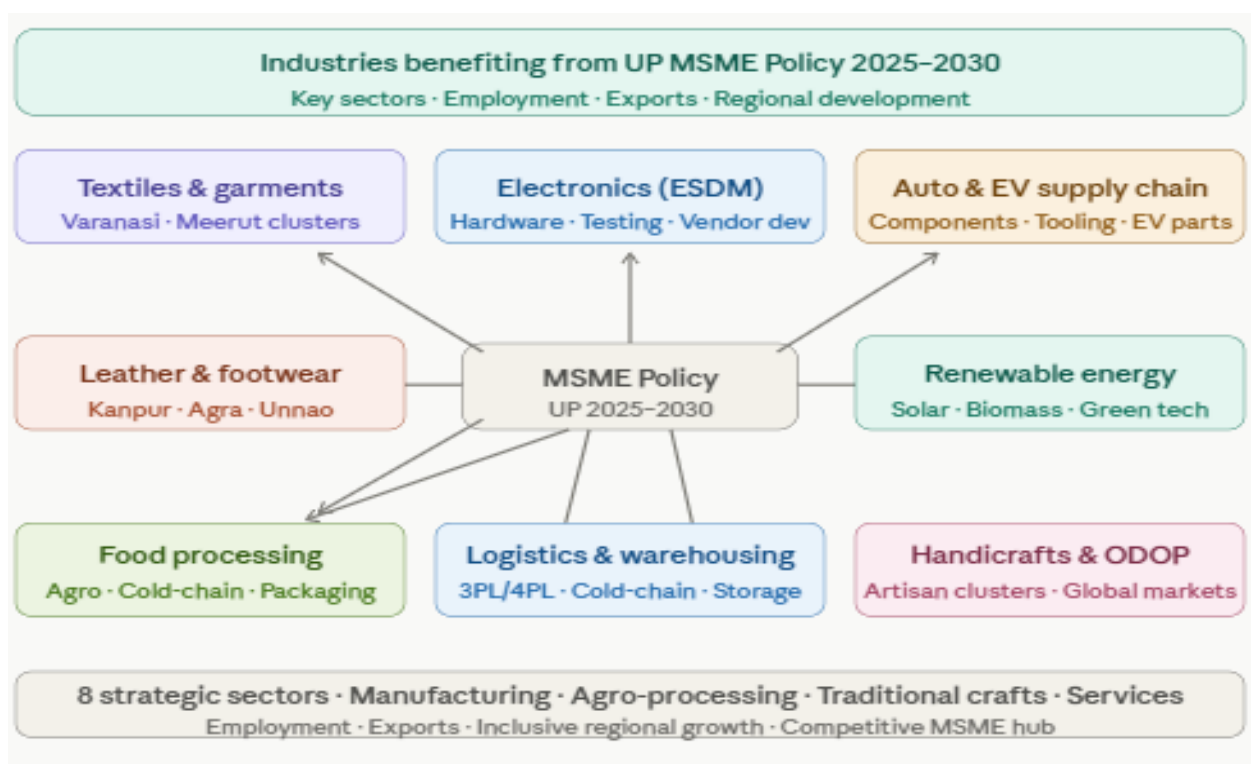 Industries benefiting from UP MSME Policy 2025–2030
Key sectors · Employment · Exports · Regional development
Textiles & garments
Varanasi · Meerut clusters
Electronics (ESDM)
Hardware · Testing · Vendor dev
Auto & EV supply chain
Components · Tooling · EV parts
Leather & footwear
Kanpur · Agra · Unnao
MSME Policy
UP 2025–2030
Renewable energy
Solar · Biomass · Green tech
Food processing
Agro · Cold-chain · Packaging
Logistics & warehousing
3PL/4PL · Cold-chain · Storage
Handicrafts & ODOP
Artisan clusters · Global markets
8 strategic sectors · Manufacturing · Agro-processing · Traditional crafts · Services
Employment · Exports · Inclusive regional growth · Competitive MSME hub